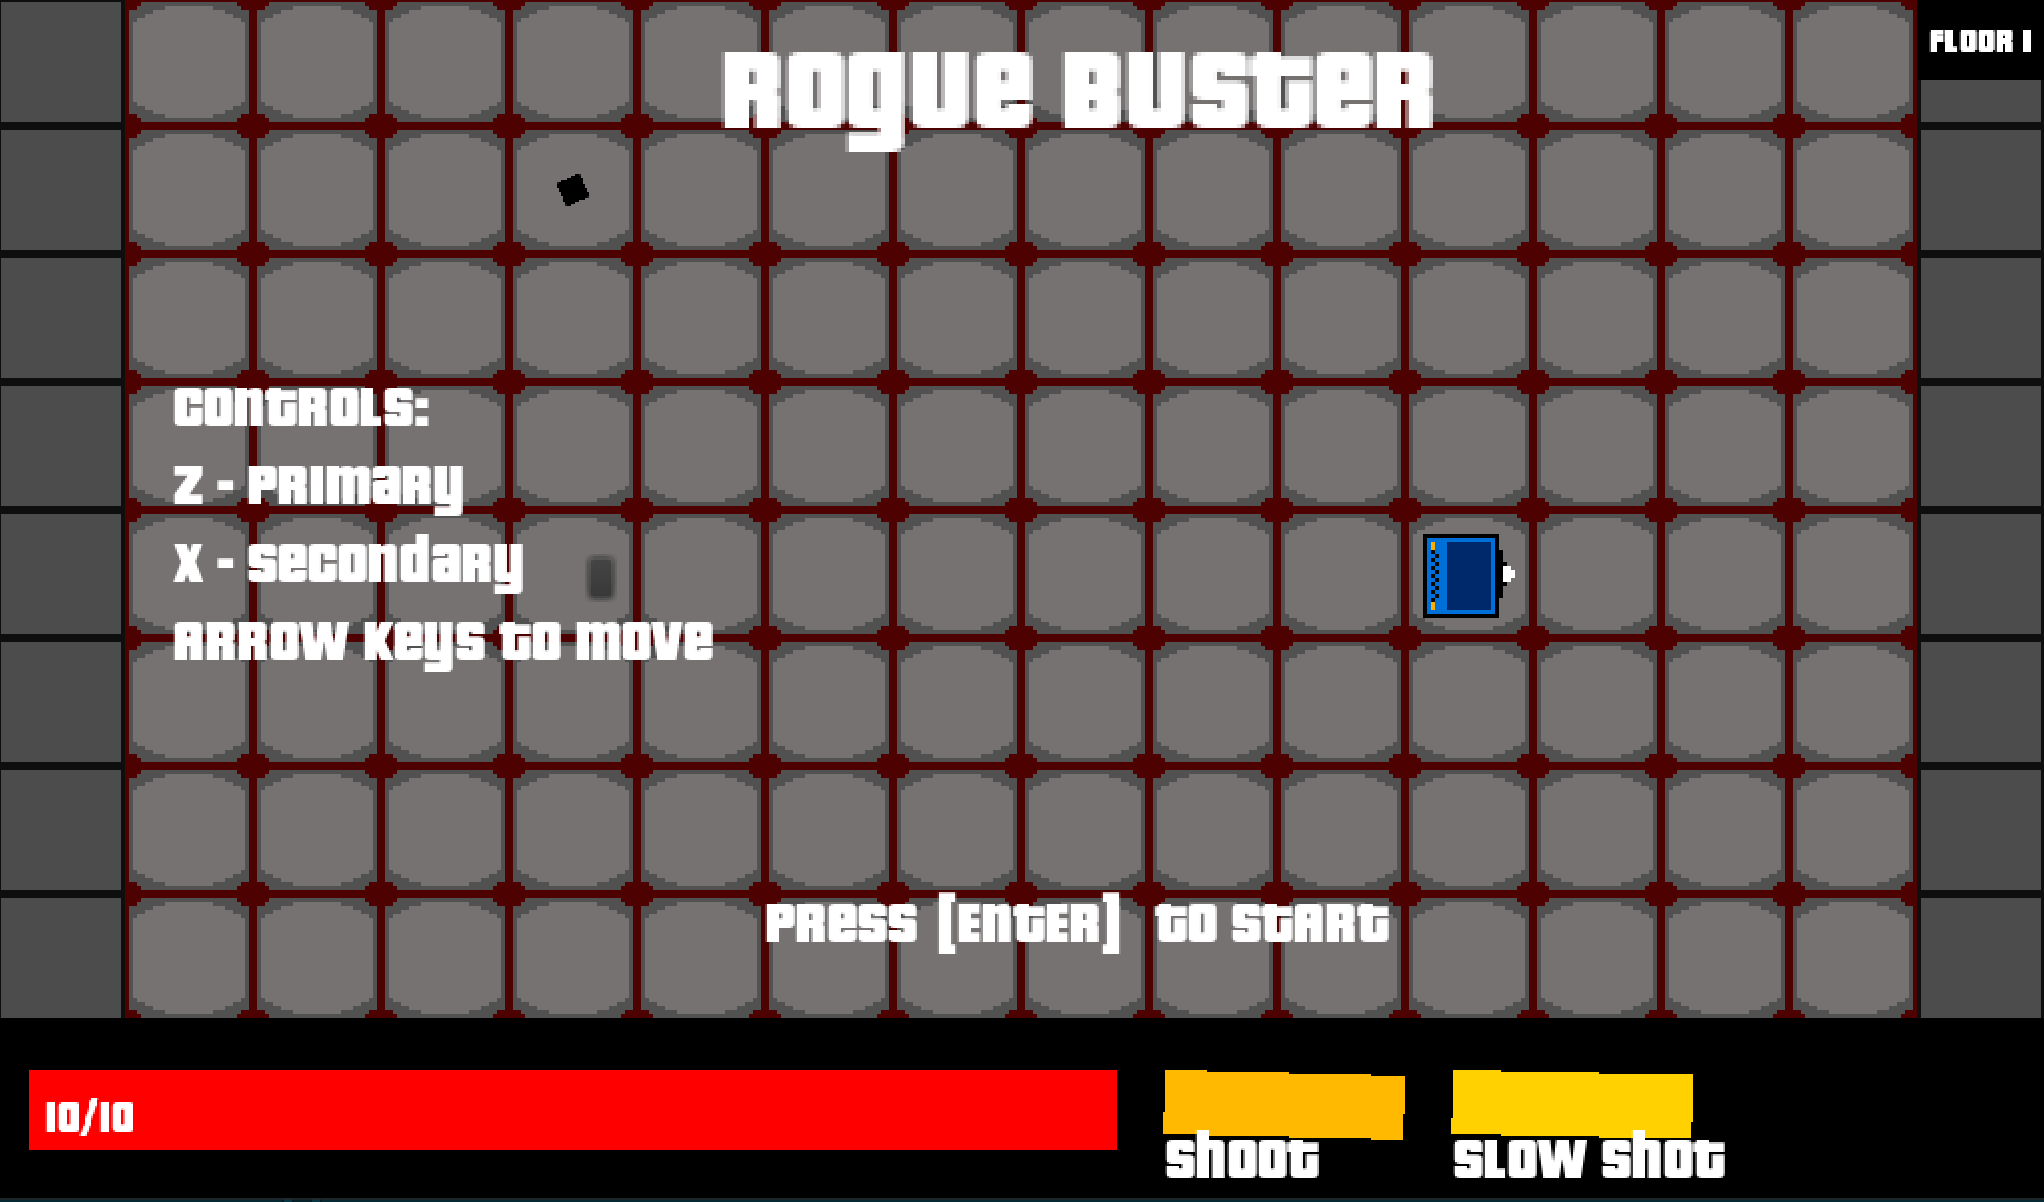 Rogue Buster
FLOOR 1
Controls:
Z - Primary
X - Secondary
Arrow Keys to move
Press [Enter] to start
10/10
Shoot
Slow Shot